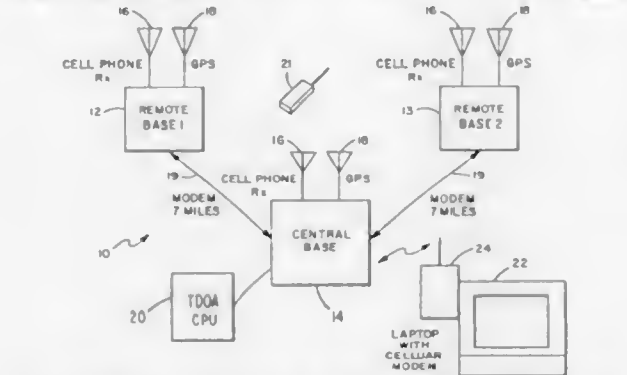 16
18
16
18
CELL PHONE
Rx
GPS
21
CELL PHONE
Rx
GPS
12
REMOTE
BASE 1
13
REMOTE
BASE 2
16
18
19
CELL PHONE
Rx
GPS
19
MODEM
7 MILES
MODEM
7 MILES
10
CENTRAL
BASE
24
22
20
TDOA
CPU
14
LAPTOP
WITH
CELLULAR
MODEM